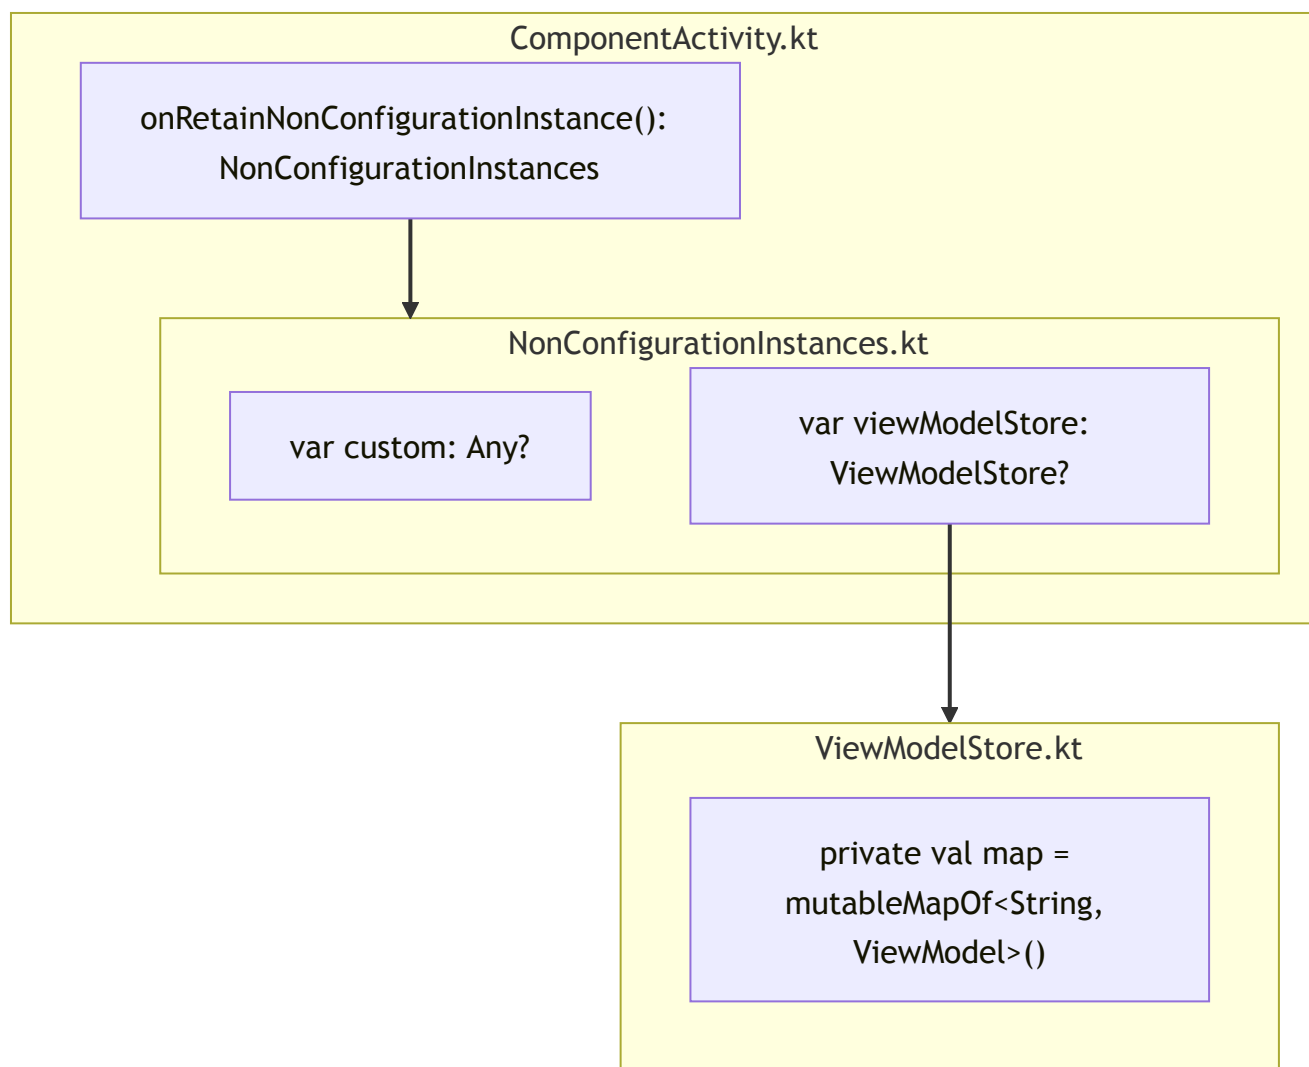 ComponentActivity.kt
onRetainNonConfigurationInstance():
NonConfigurationInstances
NonConfigurationInstances.kt
var custom: Any?
var viewModelStore:
ViewModelStore?
ViewModelStore.kt
private val map =
mutableMapOf<String,
ViewModel>()